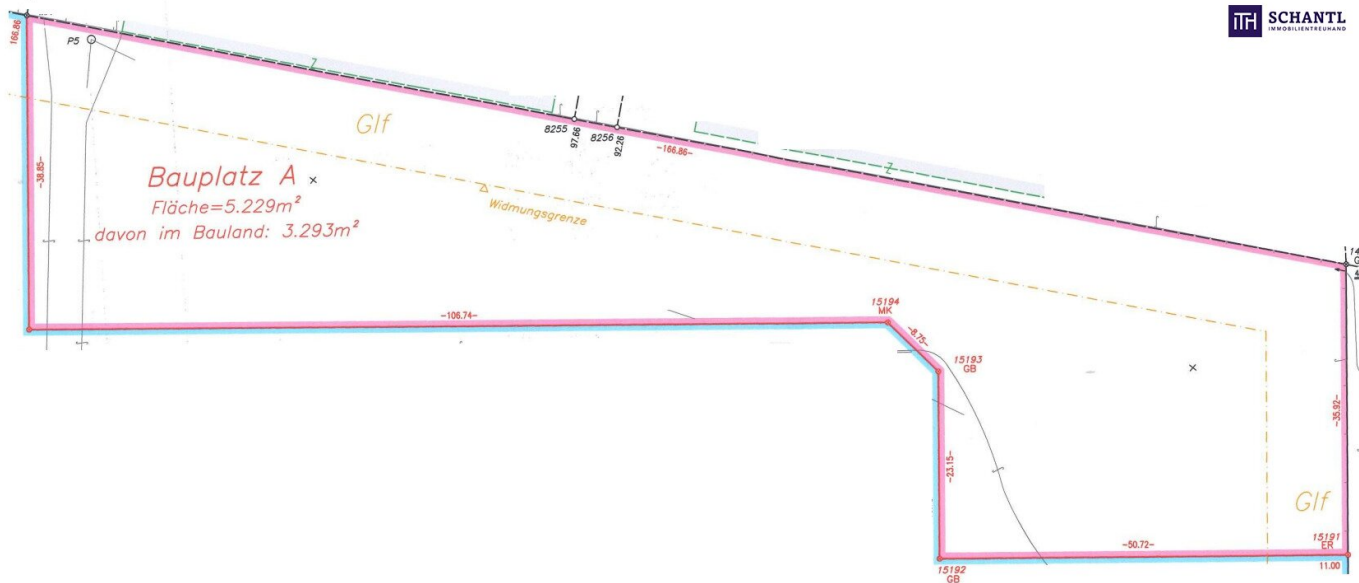 ITH SCHANTL
IMMOBILIENTREUHAND
166.86
P5
Z
Glf
8255
97.66
8256
92.26
-166.86-
Z
-38.85-
Bauplatz A
Fläche=5.229m²
davon im Bauland: 3.293m²
Widmungsgrenze
-106.74-
15194
MK
-8.75-
15193
GB
-23.15-
-35.92-
Glf
-50.72-
15191
ER
11.00
15192
GB